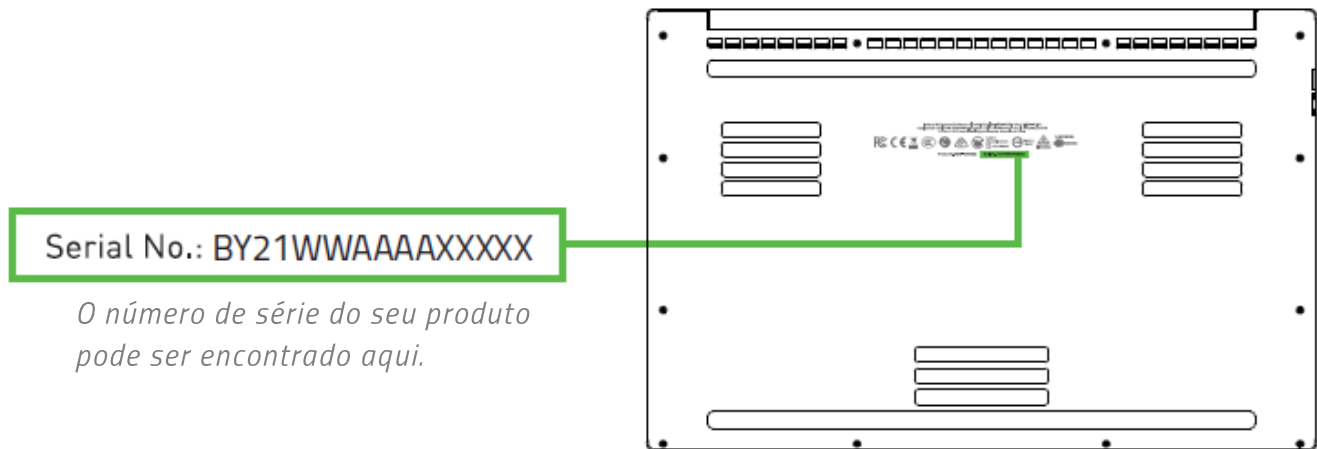 Serial No.: BY21WWAAAAXXXXX
O número de série do seu produto
pode ser encontrado aqui.